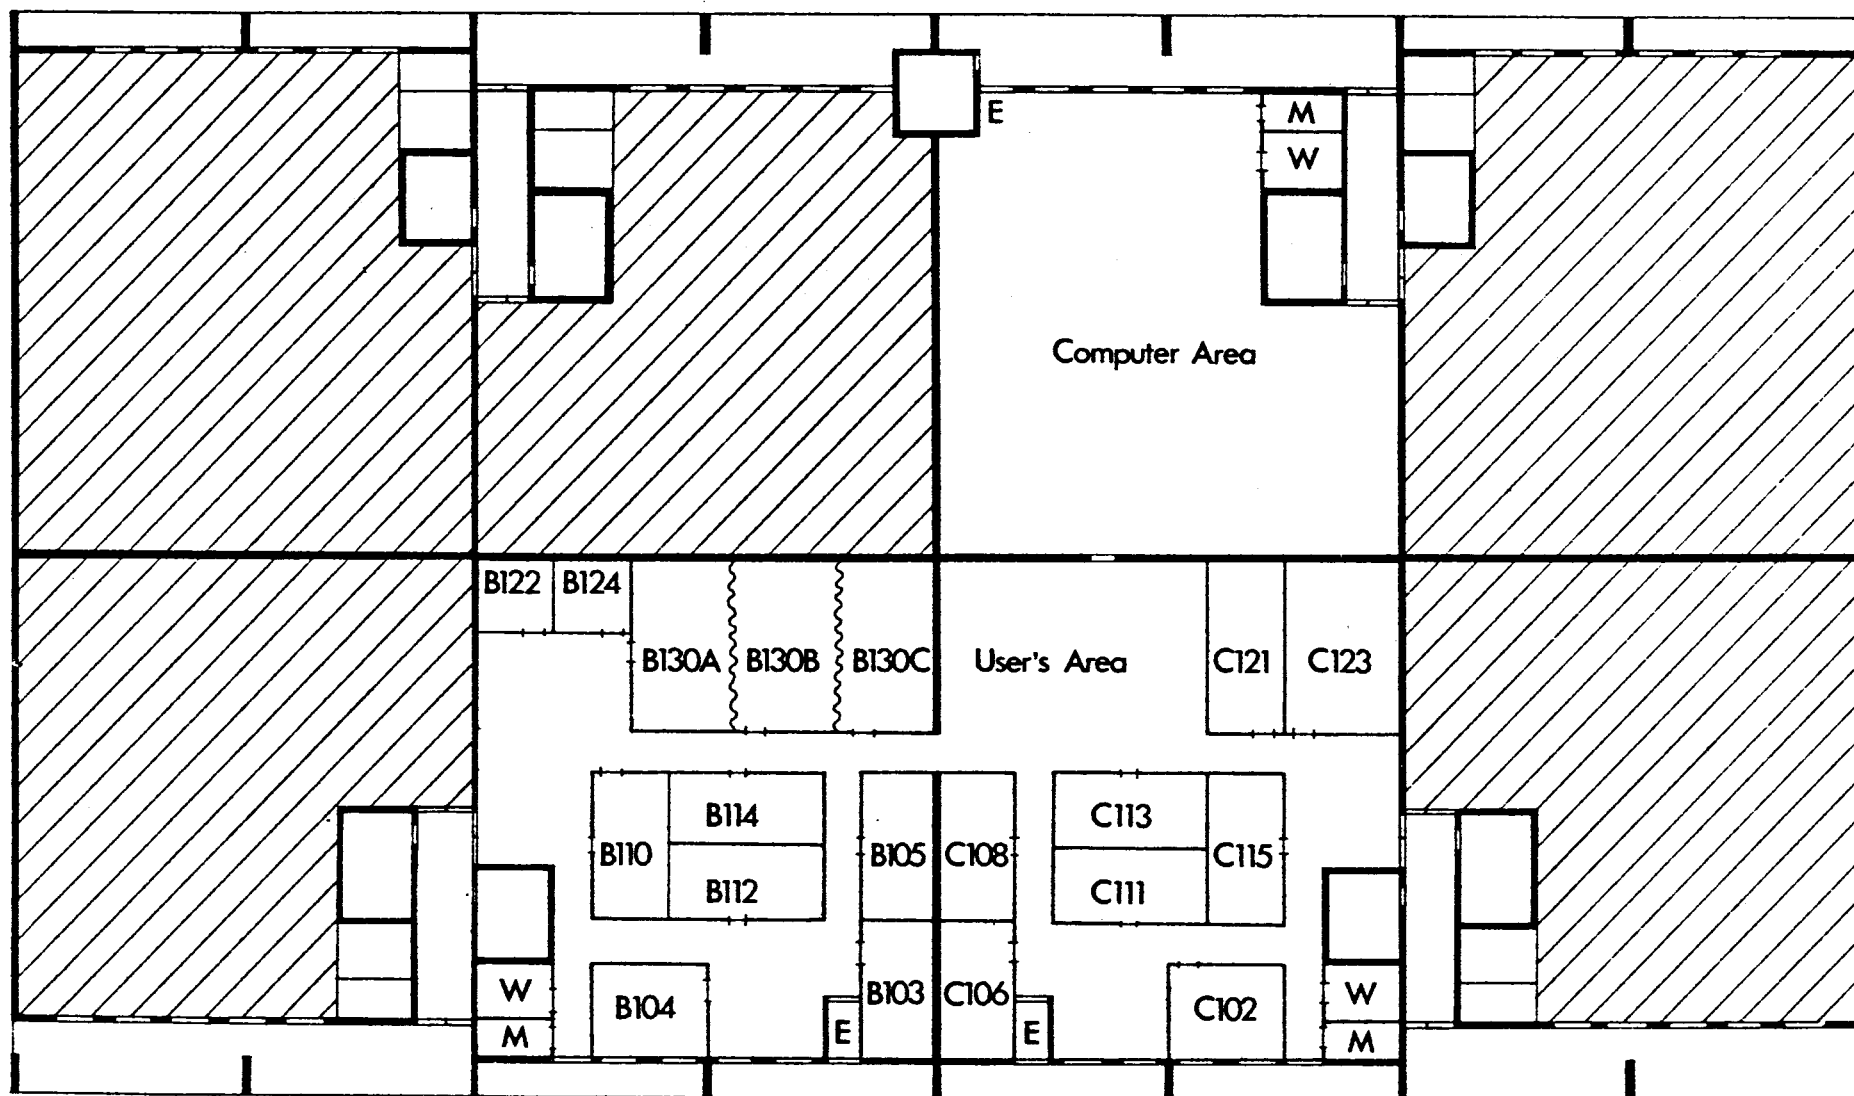 E
M
W
Computer Area
B122 B124
B130A B130B B130C User's Area C121 C123
B114 C113
B110 B105 C108 C115
B112 C111
W B103 C106 W
B104 C102
M E E M